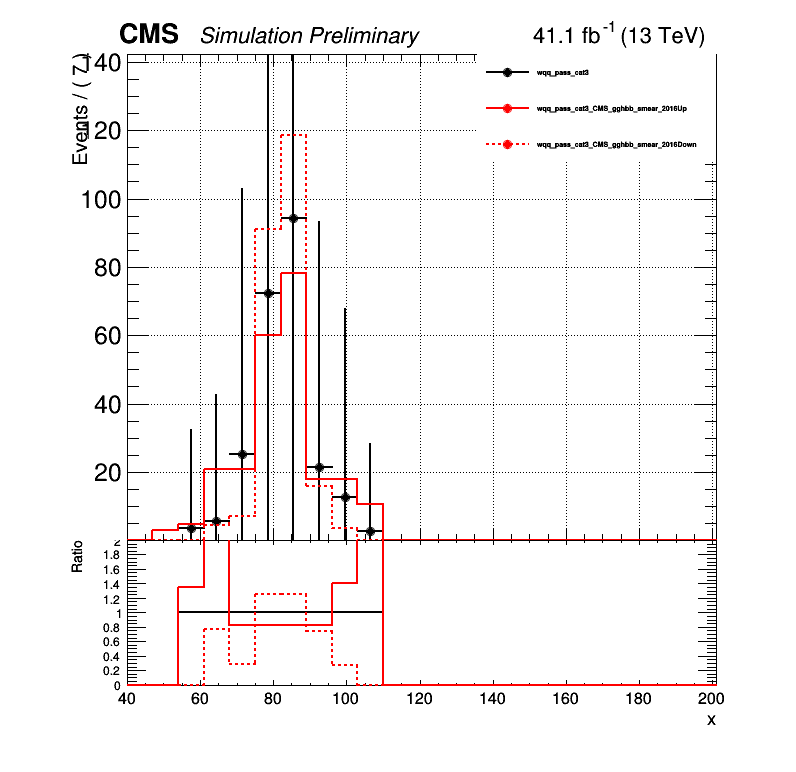 CMS Simulation Preliminary 41.1 fb-1 (13 TeV)
Events / ( 7 )
140
120
100
80
60
40
20
wqq_pass_cat3
wqq_pass_cat3_CMS_gghbb_smear_2016Up
wqq_pass_cat3_CMS_gghbb_smear_2016Down
Ratio
2
1.8
1.6
1.4
1.2
1
0.8
0.6
0.4
0.2
0
40 60 80 100 120 140 160 180 200
x